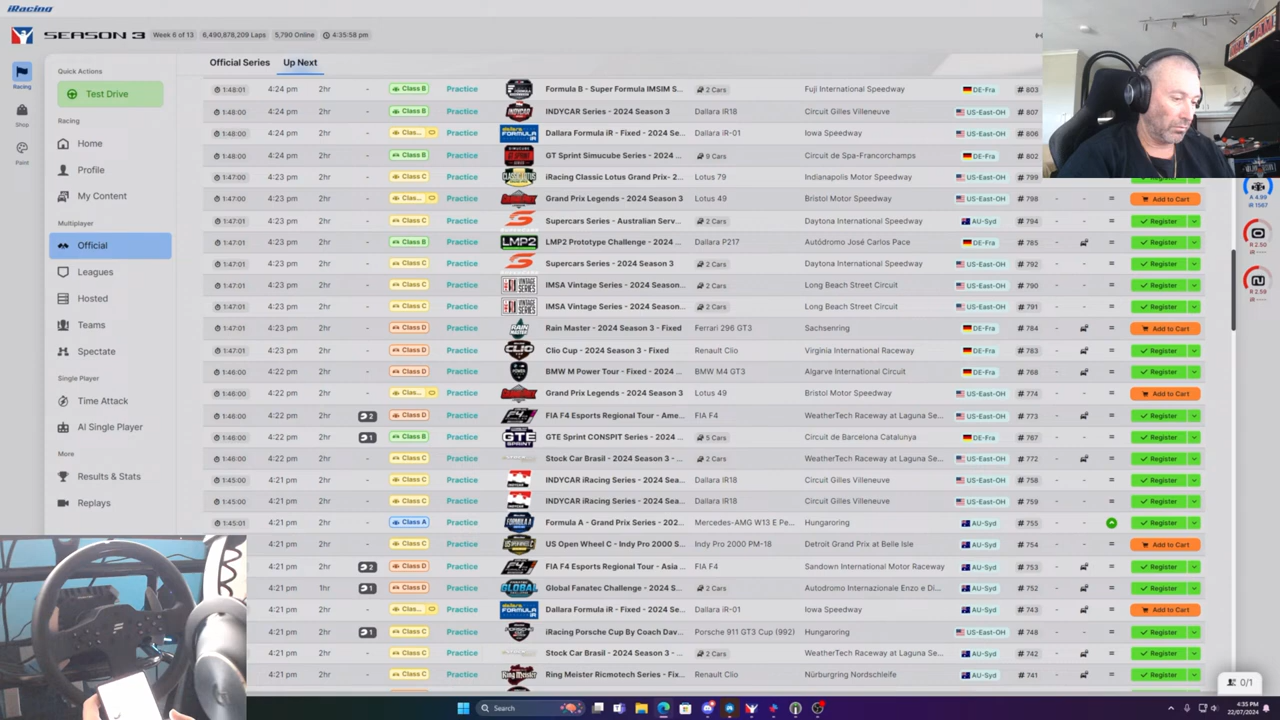 iRacing
SEASON 3 Week 6 of 13 6,490,878,209 Laps 5,790 Online 4:35:58 pm
Quick Actions
Test Drive
Racing
Home
Profile
My Content
Multiplayer
Official
Leagues
Hosted
Teams
Spectate
Single Player
Time Attack
AI Single Player
More
Results & Stats
Replays
Racing
Shop
Paint
Official Series Up Next
1:48:01 4:24 pm 2hr - Class B Practice Formula B - Super Formula IMSIM S... 2 Cars Fuji International Speedway DE-Fra # 803
1:48:00 4:24 pm 2hr - Class B Practice INDYCAR Series - 2024 Season 3 Dallara IR18 Circuit Gilles Villeneuve US-East-OH # 807
1:48:00 4:24 pm 2hr - Clas... Practice Dallara Formula iR - Fixed - 2024 Se... Dallara iR-01 Iowa Speedway US-East-OH
1:48:00 4:24 pm 2hr - Class B Practice GT Sprint Simucube Series - 2024 ... 9 Cars Circuit de Spa-Francorchamps DE-Fra # 802
1:48:00 4:23 pm 2hr - Class C Practice iRacing Classic Lotus Grand Prix- 2... Lotus 79 Indianapolis Motor Speedway US-East-OH # 799
1:47:00 4:23 pm 2hr - Clas... Practice Grand Prix Legends - 2024 Season 3 Lotus 49 Bristol Motor Speedway US-East-OH # 798 - = Add to Cart
1:47:01 4:23 pm 2hr - Class C Practice Supercars Series - Australian Serv... 2 Cars Daytona International Speedway AU-Syd # 794 - - = Register
1:47:01 4:23 pm 2hr - Class B Practice LMP2 Prototype Challenge - 2024 ... Dallara P217 Autódromo José Carlos Pace DE-Fra # 793 - = Register
1:47:01 4:23 pm 2hr - Class C Practice Supercars Series - 2024 Season 3 2 Cars Daytona International Speedway US-East-OH # 792 - - = Register
1:47:01 4:23 pm 2hr - Class C Practice IMSA Vintage Series - 2024 Season... 2 Cars Long Beach Street Circuit US-East-OH # 790 - - = Register
1:47:01 4:23 pm 2hr - Class C Practice IMSA Vintage Series - 2024 Season... 2 Cars Long Beach Street Circuit US-East-OH # 791 - - = Register
1:47:01 4:23 pm 2hr - Class D Practice Rain Master - 2024 Season 3 - Fixed Ferrari 296 GT3 Sachsenring DE-Fra - = Add to Cart
1:47:01 4:23 pm 2hr - Class D Practice Clio Cup - 2024 Season 3 - Fixed Renault Clio Virginia International Raceway DE-Fra # 783 - = Register
1:46:01 4:22 pm 2hr - Class D Practice BMW M Power Tour - Fixed - 2024 ... BMW M4 GT3 Algarve International Circuit DE-Fra # 768 - = Register
1:46:00 4:22 pm 2hr - Clas... Practice Grand Prix Legends - 2024 Season 3 Lotus 49 Bristol Motor Speedway US-East-OH # 774 - = Add to Cart
1:46:00 4:22 pm 2hr 2 Class D Practice FIA F4 Esports Regional Tour - Ame... FIA F4 WeatherTech Raceway at Laguna Se... US-East-OH # 773 - = Register
1:46:00 4:22 pm 2hr 1 Class B Practice GTE Sprint CONSPIT Series - 2024 ... 5 Cars Circuit de Barcelona Catalunya DE-Fra # 767 - = Register
1:46:00 4:22 pm 2hr - Class C Practice Stock Car Brasil - 2024 Season 3 - ... 2 Cars WeatherTech Raceway at Laguna Se... US-East-OH # 772 - = Register
1:45:00 4:21 pm 2hr - Class C Practice INDYCAR iRacing Series - 2024 Sea... Dallara IR18 Circuit Gilles Villeneuve US-East-OH # 758 - - = Register
1:45:00 4:21 pm 2hr - Class C Practice INDYCAR iRacing Series - 2024 Sea... Dallara IR18 Circuit Gilles Villeneuve US-East-OH # 759 - - = Register
1:45:01 4:21 pm 2hr - Class A Practice Formula A - Grand Prix Series - 202... Mercedes-AMG W13 E Pe... Hungaroring AU-Syd # 755 - - Register
1:45:01 4:21 pm 2hr - Class C Practice US Open Wheel C - Indy Pro 2000 S... Indy Pro 2000 PM-18 Detroit Grand Prix at Belle Isle AU-Syd # 754 - = Add to Cart
4:21 pm 2hr 2 Class D Practice FIA F4 Esports Regional Tour - Asia ... FIA F4 Sandown International Motor Raceway AU-Syd # 753 - = Register
4:21 pm 2hr 1 Class D Practice Global Fanatec Challenge - 2024 S... Autodromo Internazionale Enzo e Di... AU-Syd - = Register
4:21 pm 2hr - Clas... Practice Dallara Formula iR - Fixed - 2024 Se... Dallara iR-01 Iowa Speedway AU-Syd - = Add to Cart
4:21 pm 2hr 1 Class C Practice iRacing Porsche Cup By Coach Dav... Porsche 911 GT3 Cup (992) Hungaroring US-East-OH # 748 - = Register
4:21 pm 2hr - Class C Practice Stock Car Brasil - 2024 Season 3 - ... 2 Cars WeatherTech Raceway at Laguna Se... AU-Syd # 742 - = Register
4:21 pm 2hr - Class C Practice Ring Meister Ricmotech Series - Fix... Renault Clio Nürburgring Nordschleife AU-Syd # 741 - = Register
A 4.99
iR 1567
R 2.50
R 2.59
0/1
Search
4:35 PM
22/07/2024